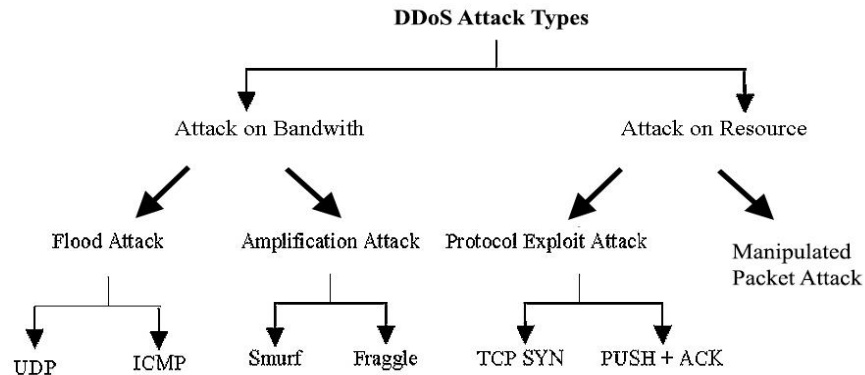 DDoS Attack Types
Attack on Bandwith
Attack on Resource
Flood Attack
Amplification Attack
Protocol Exploit Attack
Manipulated
Packet Attack
UDP
ICMP
Smurf
Fraggle
TCP SYN
PUSH + ACK